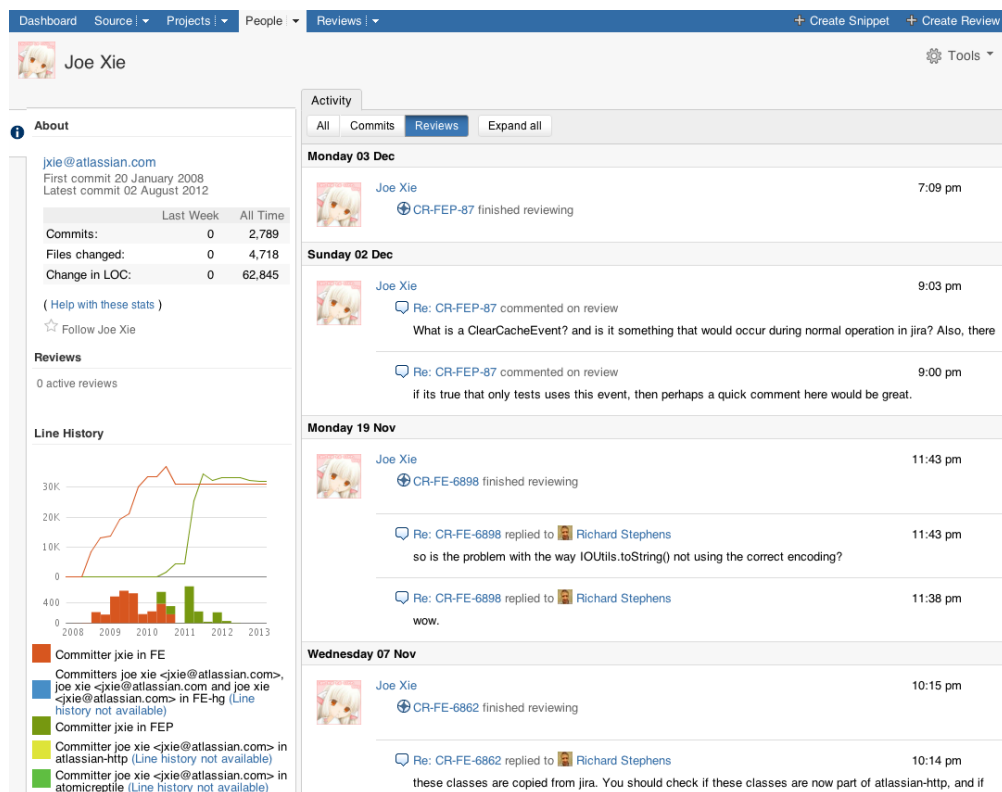 Dashboard Source Projects People Reviews + Create Snippet + Create Review
Joe Xie
Tools
About
jxie@atlassian.com
First commit 20 January 2008
Latest commit 02 August 2012
Last Week All Time
Commits: 0 2,789
Files changed: 0 4,718
Change in LOC: 0 62,845
( Help with these stats )
Follow Joe Xie
Reviews
0 active reviews
Line History
30K
20K
10K
0
400
0
2008 2009 2010 2011 2012 2013
Committer jxie in FE
Committers joe xie <jxie@atlassian.com>,
joe xie <jxie@atlassian.com and joe xie
<jxie@atlassian.com> in FE-hg (Line
history not available)
Committer jxie in FEP
Committer joe xie <jxie@atlassian.com> in
atlassian-http (Line history not available)
Committer joe xie <jxie@atlassian.com> in
atomicreptile (Line history not available)
Activity
All Commits Reviews Expand all
Monday 03 Dec
Joe Xie 7:09 pm
CR-FEP-87 finished reviewing
Sunday 02 Dec
Joe Xie 9:03 pm
Re: CR-FEP-87 commented on review
What is a ClearCacheEvent? and is it something that would occur during normal operation in jira? Also, there
Re: CR-FEP-87 commented on review 9:00 pm
if its true that only tests uses this event, then perhaps a quick comment here would be great.
Monday 19 Nov
Joe Xie 11:43 pm
CR-FE-6898 finished reviewing
Re: CR-FE-6898 replied to Richard Stephens 11:43 pm
so is the problem with the way IOUtils.toString() not using the correct encoding?
Re: CR-FE-6898 replied to Richard Stephens 11:38 pm
wow.
Wednesday 07 Nov
Joe Xie 10:15 pm
CR-FE-6862 finished reviewing
Re: CR-FE-6862 replied to Richard Stephens 10:14 pm
these classes are copied from jira. You should check if these classes are now part of atlassian-http, and if